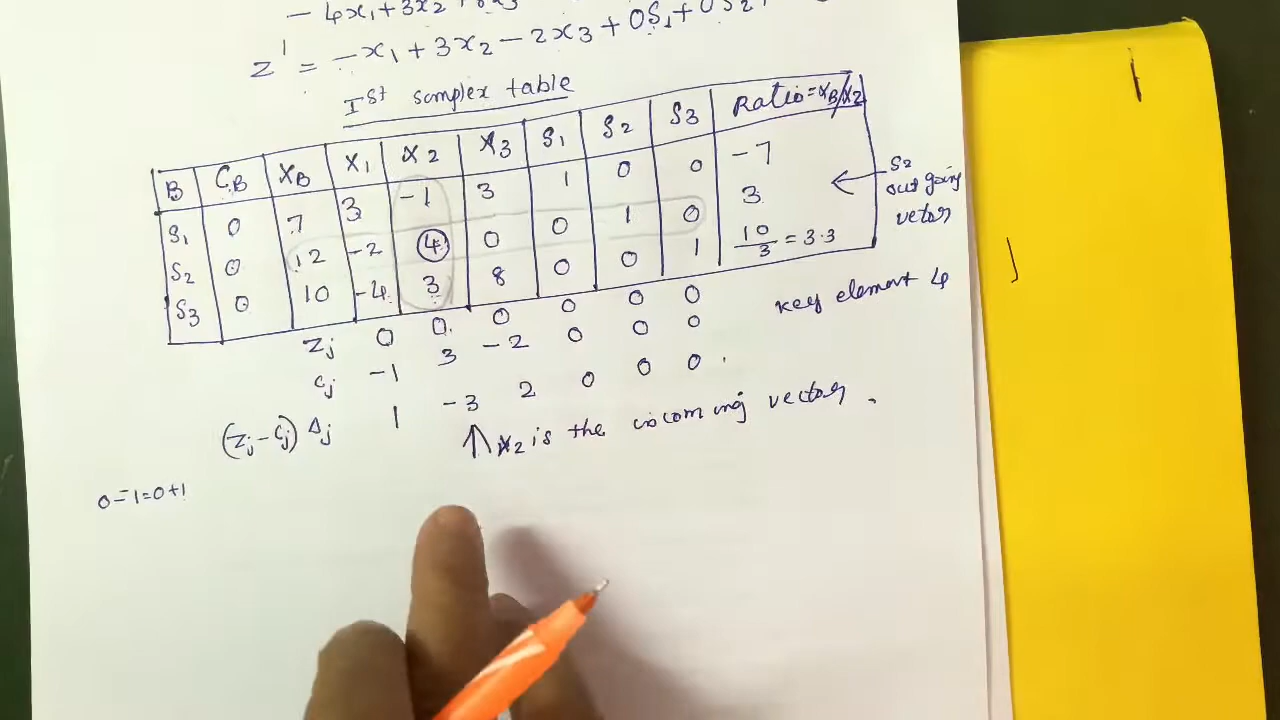 - 4x1+3x2
z' = -x1+3x2-2x3+0S1+0S2
Ist samplex table
B CB XB X1 X2 X3 S1 S2 S3 Ratio=XB/X2
S1 0 7 3 -1 3 1 0 0 -7
S2 0 12 -2 4 0 0 1 0 3
S3 0 10 -4 3 8 0 0 1 10/3 = 3.3
S2
out going
vector
key element 4
Zj 0 0 0 0 0 0
Cj -1 3 -2 0 0 0
(Zj-Cj) Δj 1 -3 2 0 0 0
↑ X2 is the incoming vector.
0--1=0+1